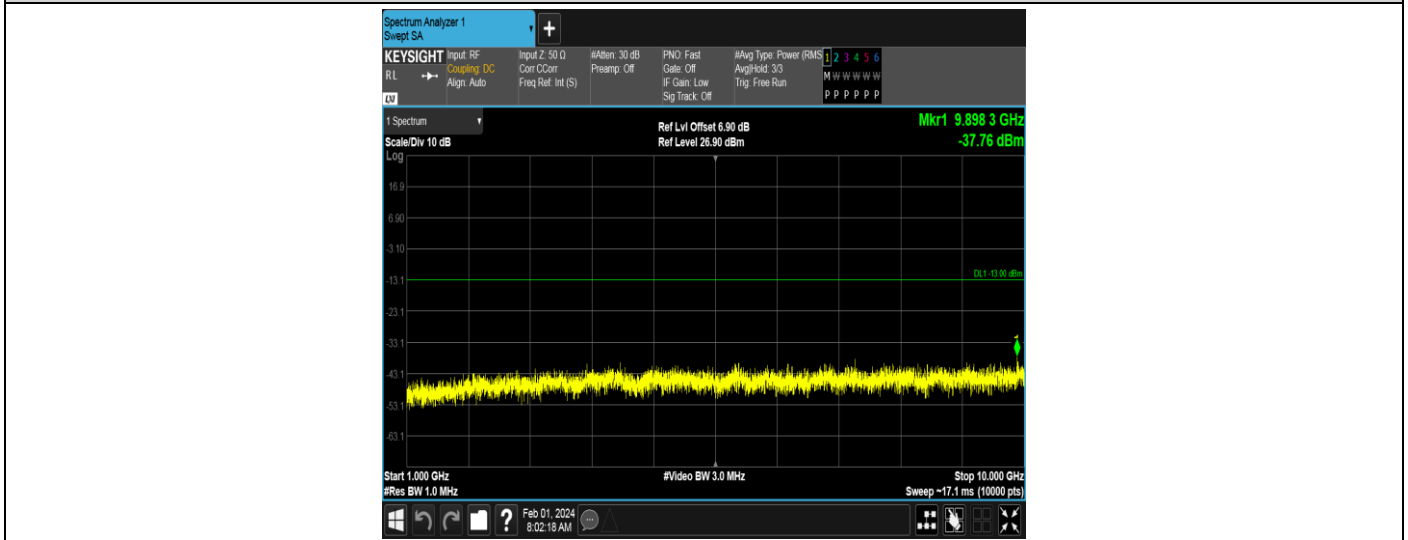 Spectrum Analyzer 1
Swept SA
+
KEYSIGHT
RL
LXI
Input: RF
Coupling: DC
Align: Auto
Input Z: 50 Ω
Corr CCorr
Freq Ref: Int (S)
#Atten: 30 dB
Preamp: Off
PNO: Fast
Gate: Off
IF Gain: Low
Sig Track: Off
#Avg Type: Power (RMS
Avg|Hold: 3/3
Trig: Free Run
1 2 3 4 5 6
M W W W W W
P P P P P P
1 Spectrum
Scale/Div 10 dB
Log
Ref Lvl Offset 6.90 dB
Ref Level 26.90 dBm
Mkr1 9.898 3 GHz
-37.76 dBm
16.9
6.90
-3.10
-13.1
DL1 -13.00 dBm
-23.1
-33.1
-43.1
-53.1
-63.1
Start 1.000 GHz
#Video BW 3.0 MHz
Stop 10.000 GHz
#Res BW 1.0 MHz
Sweep ~17.1 ms (10000 pts)
?
Feb 01, 2024
8:02:18 AM